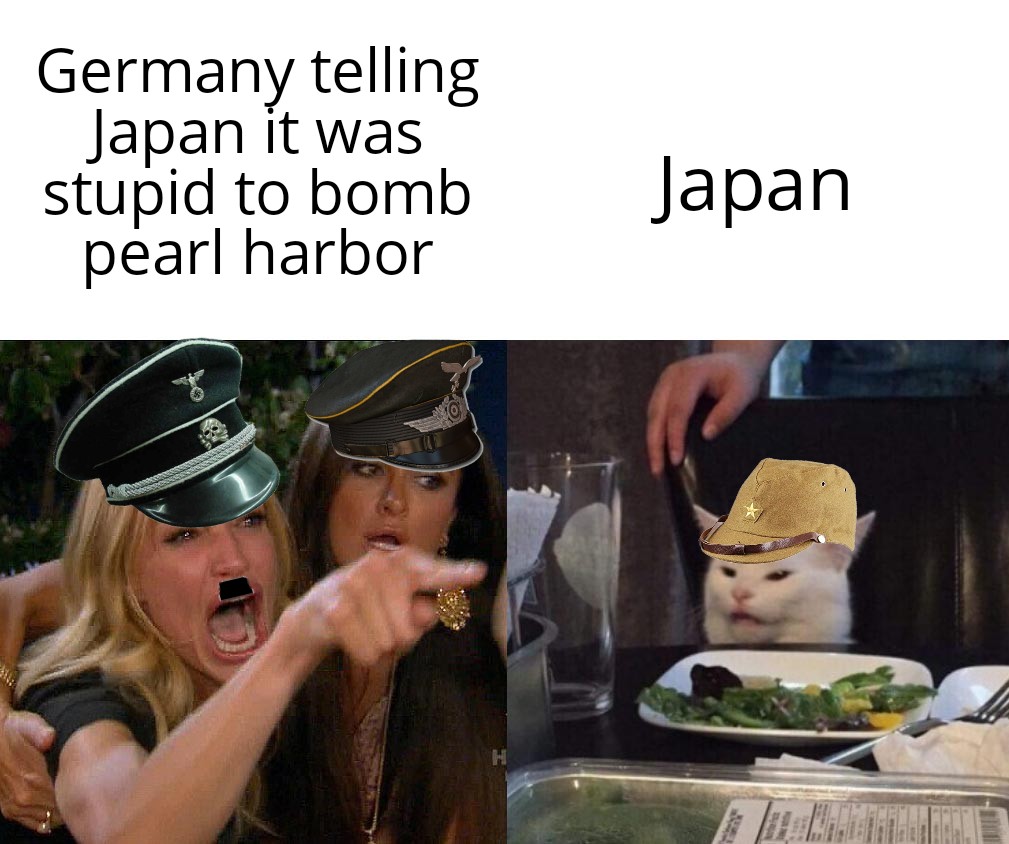 Germany telling
Japan it was
stupid to bomb
pearl harbor
Japan
H